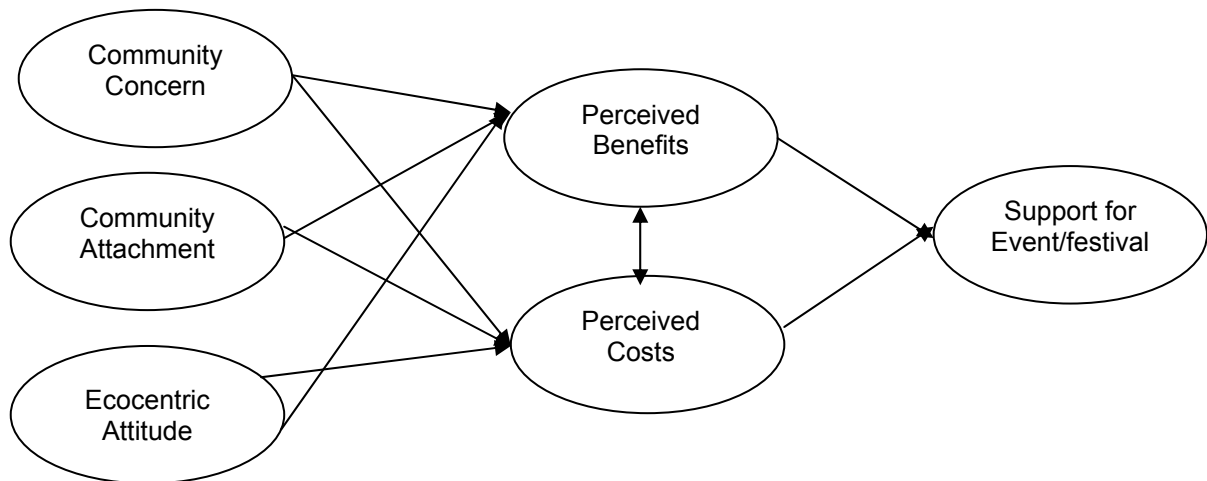 Community
Concern
Community
Attachment
Ecocentric
Attitude
Perceived
Benefits
Perceived
Costs
Support for
Event/festival